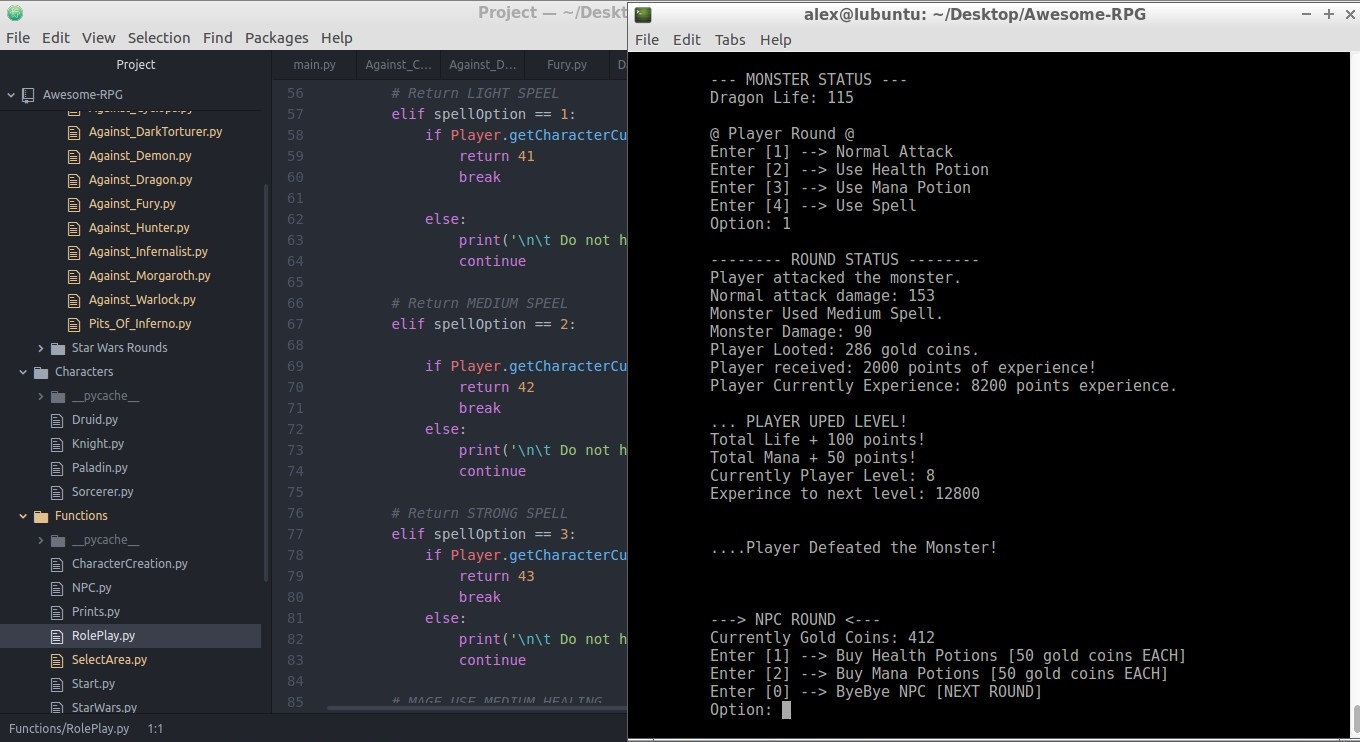 Project — ~/Deskt
File Edit View Selection Find Packages Help
Project
main.py Against_C... Against_D... Fury.py D
Awesome-RPG
Against_Cyclops.py
Against_DarkTorturer.py
Against_Demon.py
Against_Dragon.py
Against_Fury.py
Against_Hunter.py
Against_Infernalist.py
Against_Morgaroth.py
Against_Warlock.py
Pits_Of_Inferno.py
Star Wars Rounds
Characters
__pycache__
Druid.py
Knight.py
Paladin.py
Sorcerer.py
Functions
__pycache__
CharacterCreation.py
NPC.py
Prints.py
RolePlay.py
SelectArea.py
Start.py
StarWars.py
Functions/RolePlay.py 1:1
56 # Return LIGHT SPEEL
57 elif spellOption == 1:
58 if Player.getCharacterCu
59 return 41
60 break
61
62 else:
63 print('\n\t Do not h
64 continue
65
66 # Return MEDIUM SPEEL
67 elif spellOption == 2:
68
69 if Player.getCharacterCu
70 return 42
71 break
72 else:
73 print('\n\t Do not h
74 continue
75
76 # Return STRONG SPELL
77 elif spellOption == 3:
78 if Player.getCharacterCu
79 return 43
80 break
81 else:
82 print('\n\t Do not h
83 continue
84
85 # MAGE USE MEDIUM HEALING
alex@lubuntu: ~/Desktop/Awesome-RPG
File Edit Tabs Help
--- MONSTER STATUS ---
Dragon Life: 115
@ Player Round @
Enter [1] --> Normal Attack
Enter [2] --> Use Health Potion
Enter [3] --> Use Mana Potion
Enter [4] --> Use Spell
Option: 1
-------- ROUND STATUS --------
Player attacked the monster.
Normal attack damage: 153
Monster Used Medium Spell.
Monster Damage: 90
Player Looted: 286 gold coins.
Player received: 2000 points of experience!
Player Currently Experience: 8200 points experience.
... PLAYER UPED LEVEL!
Total Life + 100 points!
Total Mana + 50 points!
Currently Player Level: 8
Experince to next level: 12800
....Player Defeated the Monster!
---> NPC ROUND <---
Currently Gold Coins: 412
Enter [1] --> Buy Health Potions [50 gold coins EACH]
Enter [2] --> Buy Mana Potions [50 gold coins EACH]
Enter [0] --> ByeBye NPC [NEXT ROUND]
Option: